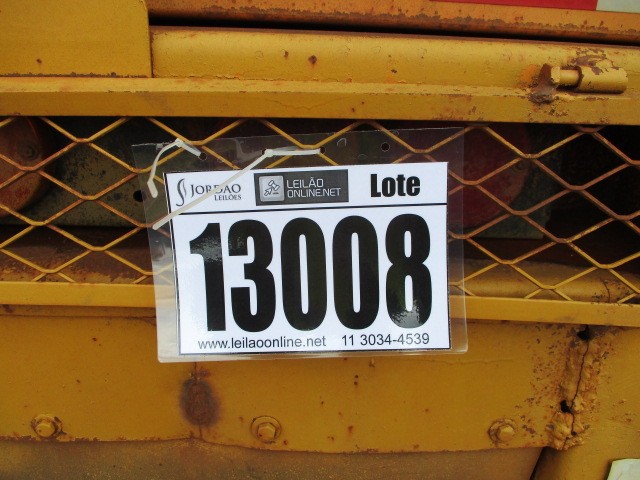 JORDÃO LEILÕES
LEILÃO ONLINE.NET
Lote
13008
www.leilaoonline.net 11 3034-4539